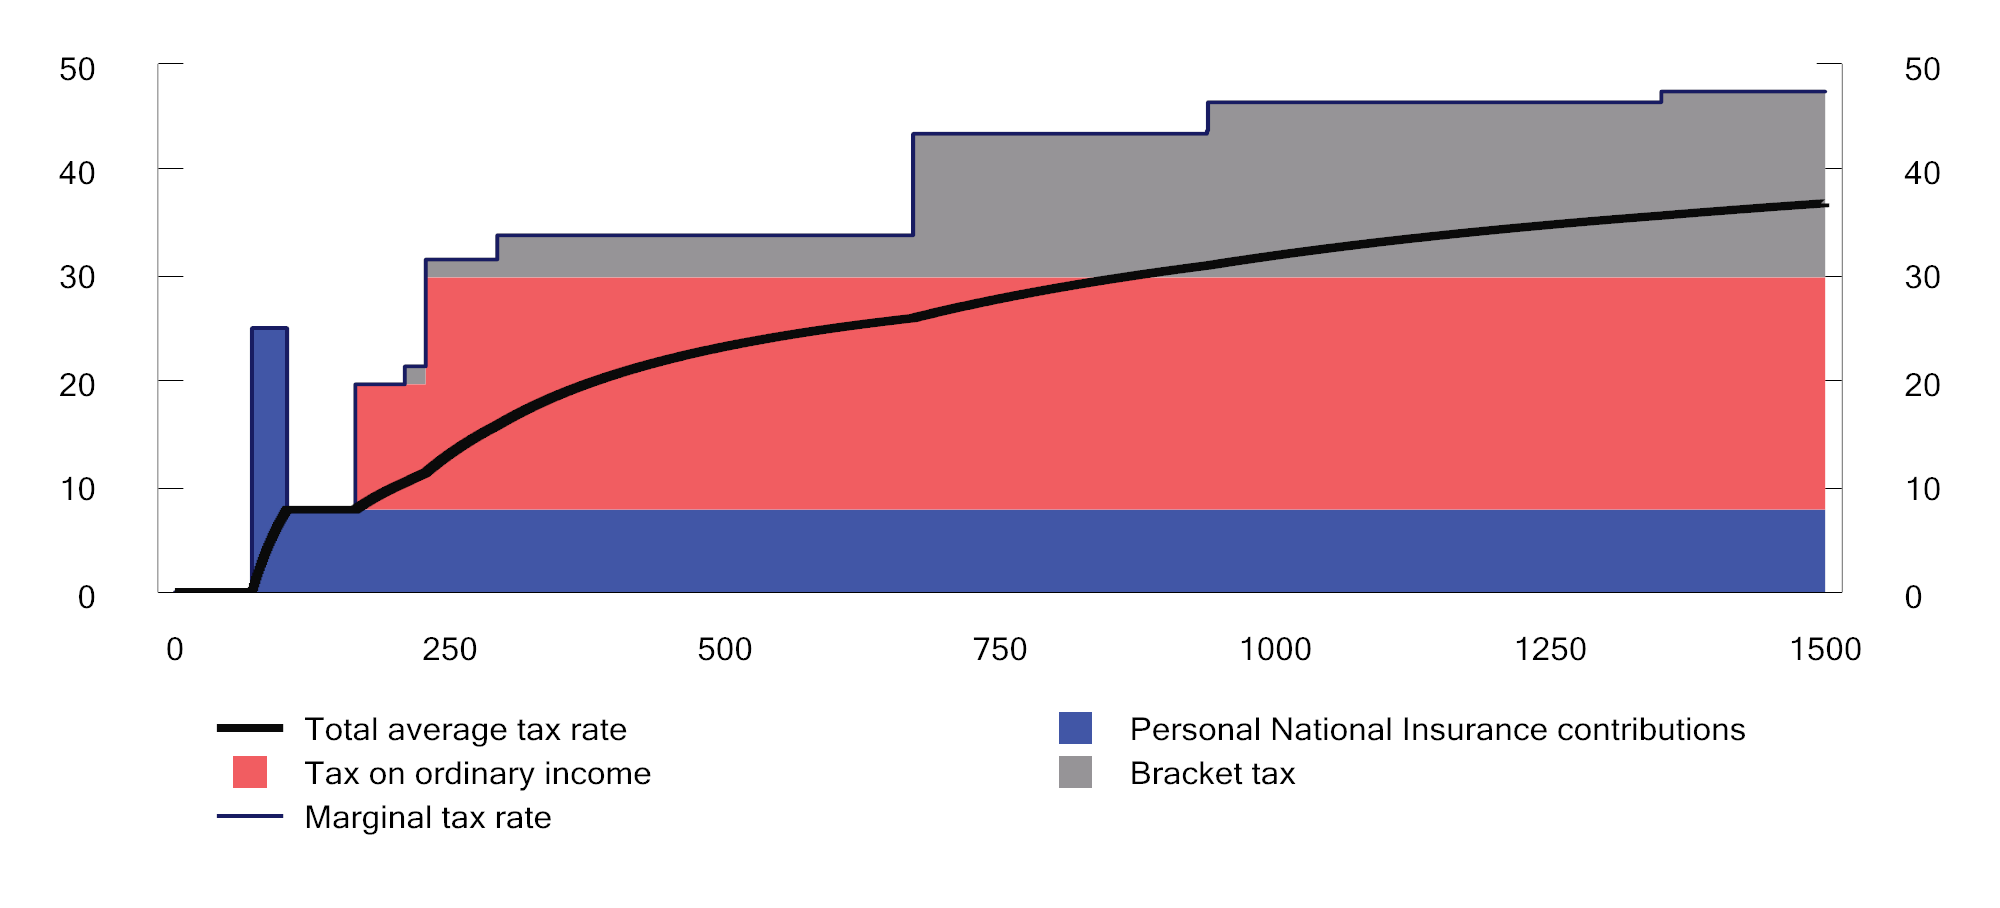 50 50
40 40
30 30
20 20
10 10
0 0
0 250 500 750 1000 1250 1500
Total average tax rate
Personal National Insurance contributions
Tax on ordinary income
Bracket tax
Marginal tax rate